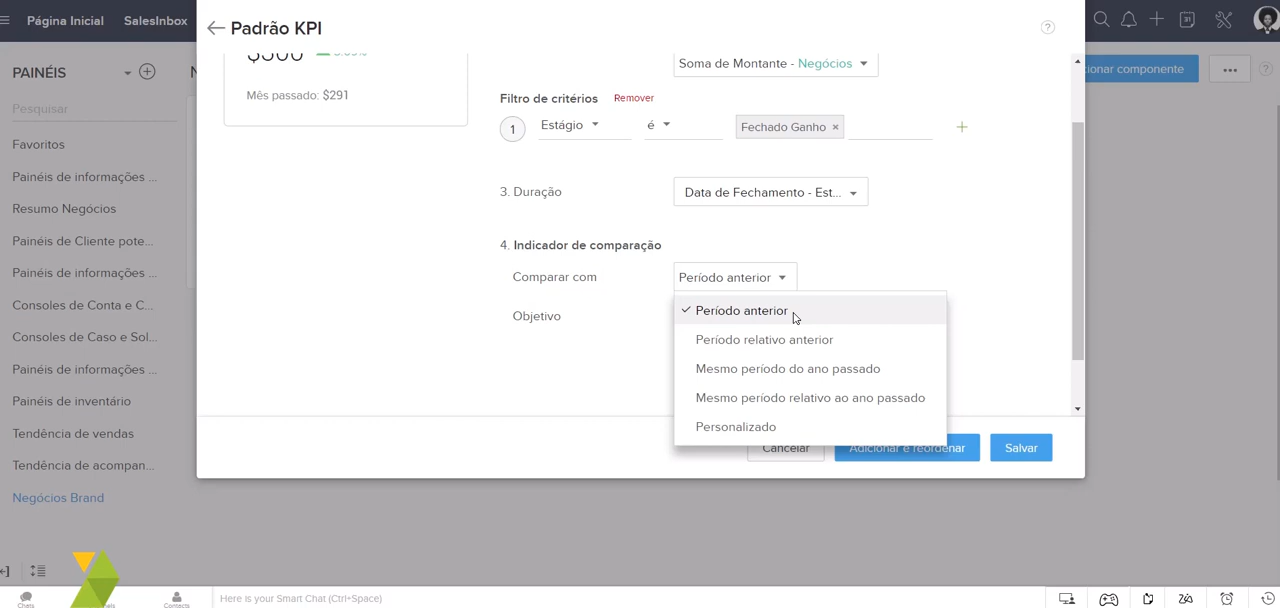 Página Inicial SalesInbox
Padrão KPI
PAINÉIS
Pesquisar
Favoritos
Painéis de informações ...
Resumo Negócios
Painéis de Cliente pote...
Painéis de informações ...
Consoles de Conta e C...
Consoles de Caso e Sol...
Painéis de informações ...
Painéis de inventário
Tendência de vendas
Tendência de acompan...
Negócios Brand
$300
Mês passado: $291
Soma de Montante - Negócios
Filtro de critérios Remover
1 Estágio é Fechado Ganho × +
3. Duração Data de Fechamento - Est...
4. Indicador de comparação
Comparar com Período anterior
Objetivo
Período anterior
Período relativo anterior
Mesmo período do ano passado
Mesmo período relativo ao ano passado
Personalizado
Cancelar Adicionar e reordenar Salvar
cionar componente ...
Chats Contacts Here is your Smart Chat (Ctrl+Space)